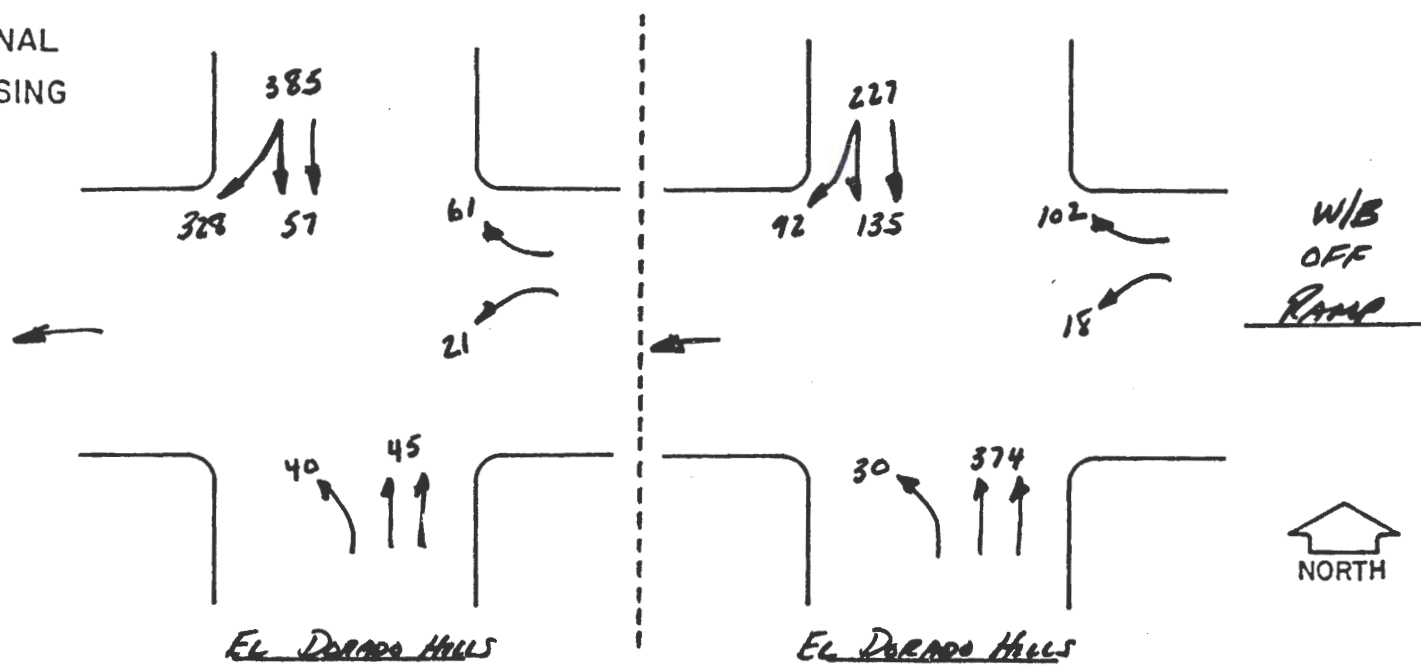 NAL
SING
385
328 57
61
21
40
45
EL DORADO HILLS
227
92 135
102
18
30
374
EL DORADO HILLS
W/B
OFF
RAMP
NORTH